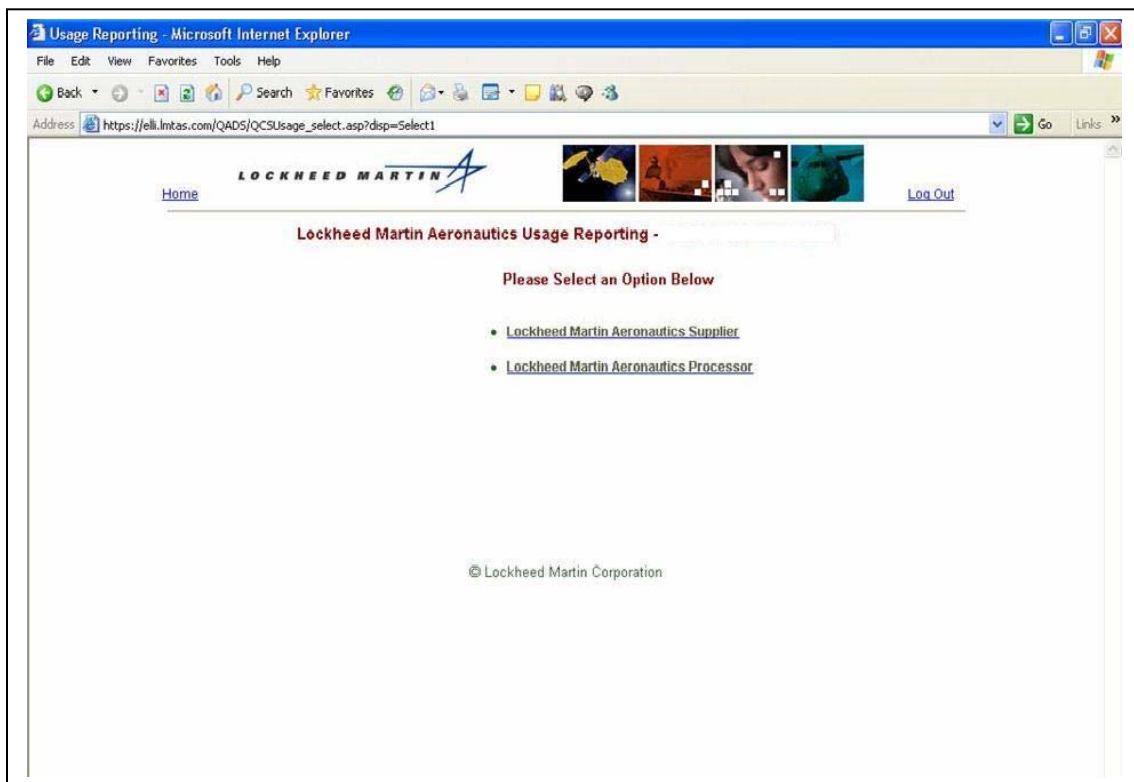 Usage Reporting - Microsoft Internet Explorer
File Edit View Favorites Tools Help
Back Search Favorites
Address https://elli.lmtas.com/QADS/QCSUsage_select.asp?disp=Select1 Go Links »
LOCKHEED MARTIN
Home Log Out
Lockheed Martin Aeronautics Usage Reporting -
Please Select an Option Below
• Lockheed Martin Aeronautics Supplier
• Lockheed Martin Aeronautics Processor
© Lockheed Martin Corporation